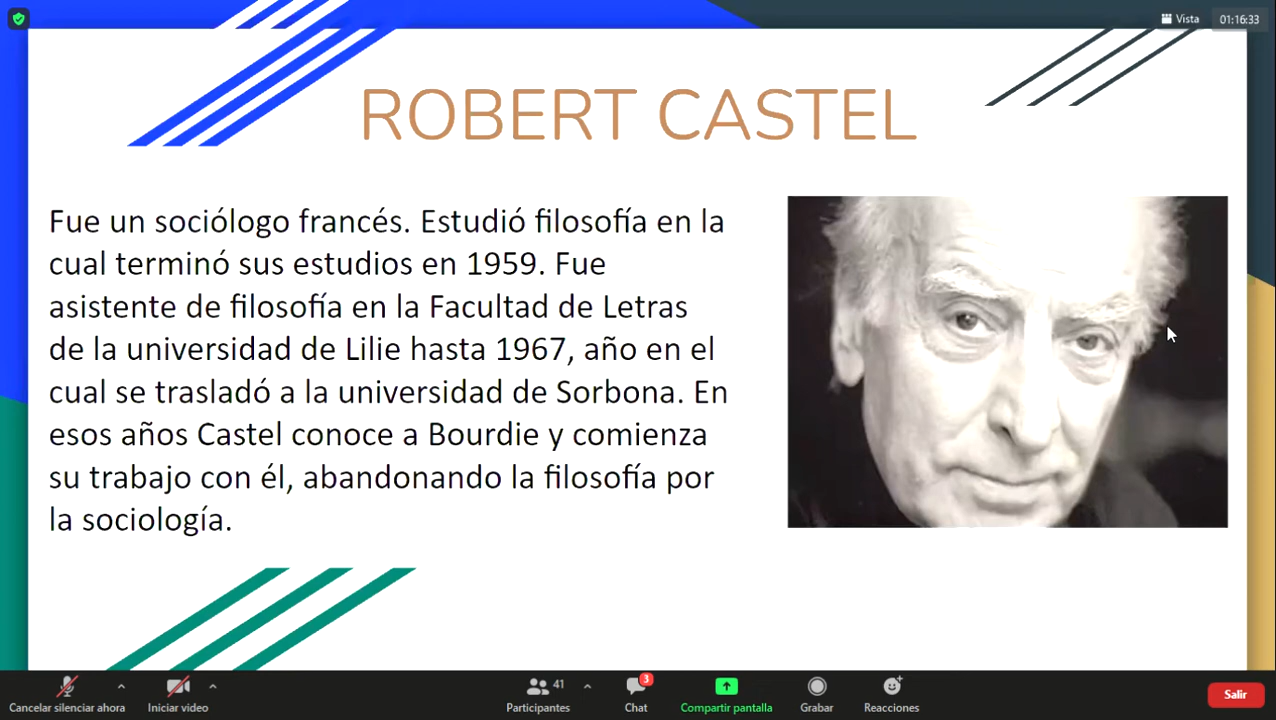 Vista
01:16:33
ROBERT CASTEL
Fue un sociólogo francés. Estudió filosofía en la
cual terminó sus estudios en 1959. Fue
asistente de filosofía en la Facultad de Letras
de la universidad de Lilie hasta 1967, año en el
cual se trasladó a la universidad de Sorbona. En
esos años Castel conoce a Bourdie y comienza
su trabajo con él, abandonando la filosofía por
la sociología.
Cancelar silenciar ahora
Iniciar video
41
Participantes
3
Chat
Compartir pantalla
Grabar
Reacciones
Salir